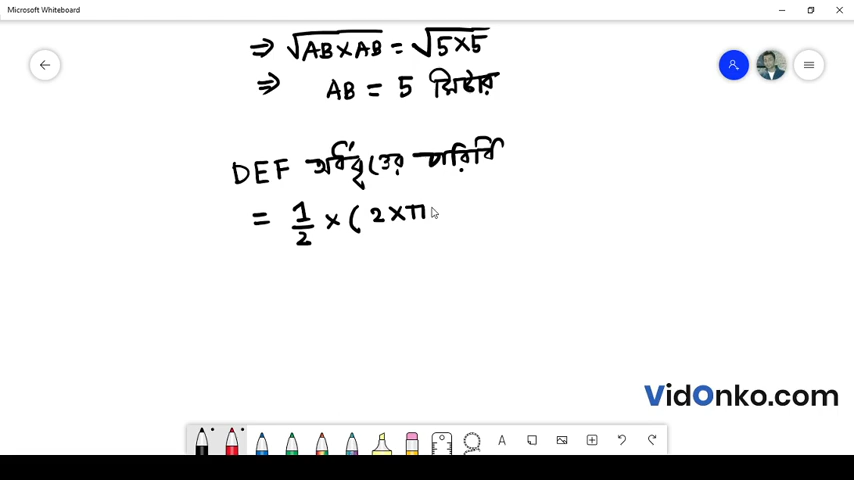 Microsoft Whiteboard
⇒ √AB×AB = √5×5
⇒ AB = 5 মিটার
DEF অর্ধবৃত্তের পরিধি
= 1/2 × ( 2×π
VidOnko.com
A